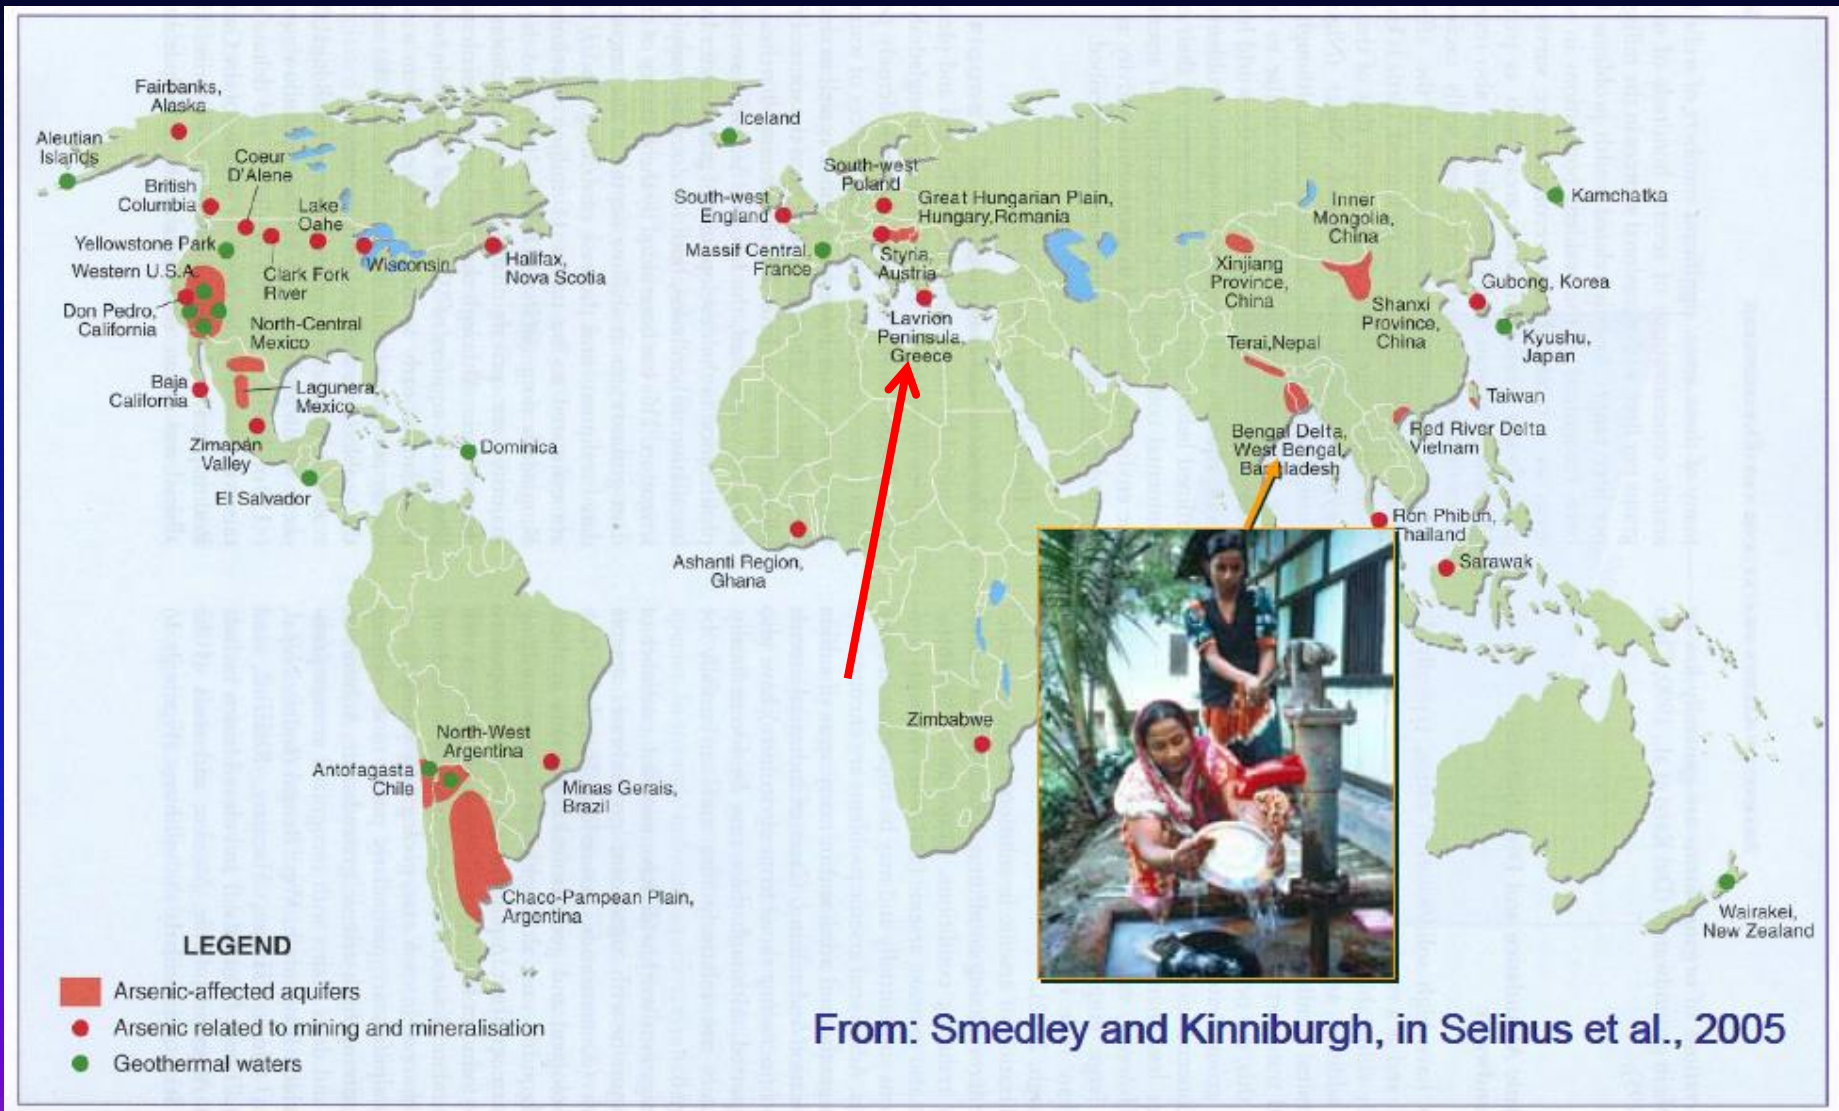 Fairbanks,
Alaska
Aleutian
Islands
Coeur
D'Alene
British
Columbia
Lake
Oahe
Yellowstone Park
Western U.S.A.
Clark Fork
River
Wisconsin
Halifax,
Nova Scotia
Don Pedro,
California
North-Central
Mexico
Baja
California
Lagunera,
Mexico
Zimapán
Valley
El Salvador
Dominica
Iceland
South-west
Poland
South-west
England
Great Hungarian Plain,
Hungary,Romania
Massif Central,
France
Styria,
Austria
Lavrion
Peninsula,
Greece
Inner
Mongolia,
China
Kamchatka
Xinjiang
Province,
China
Shanxi
Province,
China
Gubong, Korea
Kyushu,
Japan
Terai,Nepal
Taiwan
Bengal Delta,
West Bengal,
Bangladesh
Red River Delta
Vietnam
Ron Phibun,
Thailand
Sarawak
Ashanti Region,
Ghana
Zimbabwe
North-West
Argentina
Antofagasta
Chile
Minas Gerais,
Brazil
Chaco-Pampean Plain,
Argentina
Wairakei,
New Zealand
LEGEND
Arsenic-affected aquifers
Arsenic related to mining and mineralisation
Geothermal waters
From: Smedley and Kinniburgh, in Selinus et al., 2005